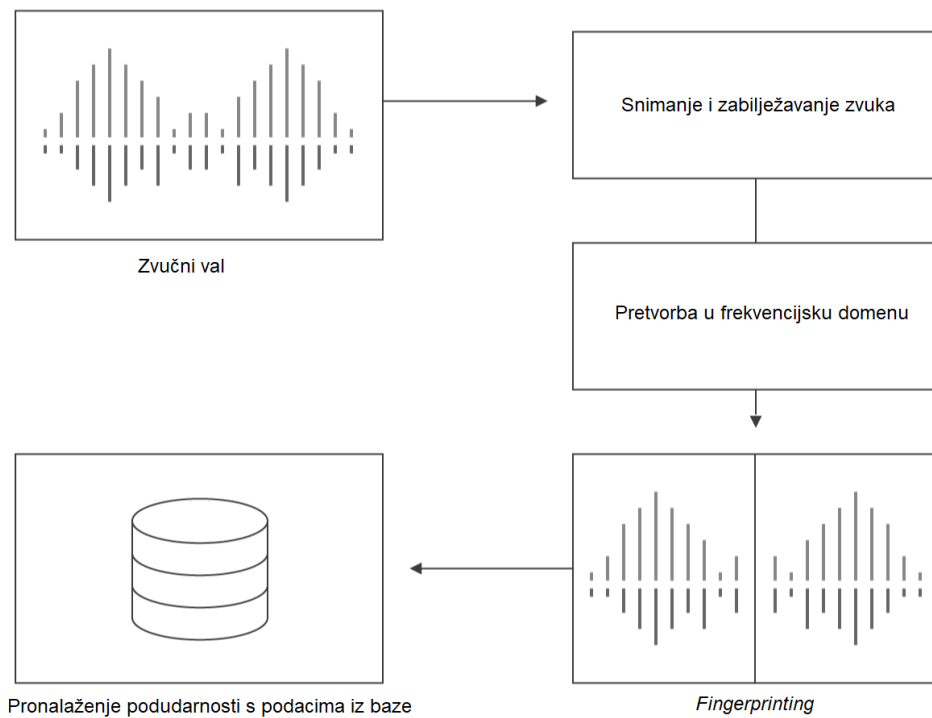 Snimanje i zabilježavanje zvuka
Zvučni val
Pretvorba u frekvencijsku domenu
Pronalaženje podudarnosti s podacima iz baze
Fingerprinting